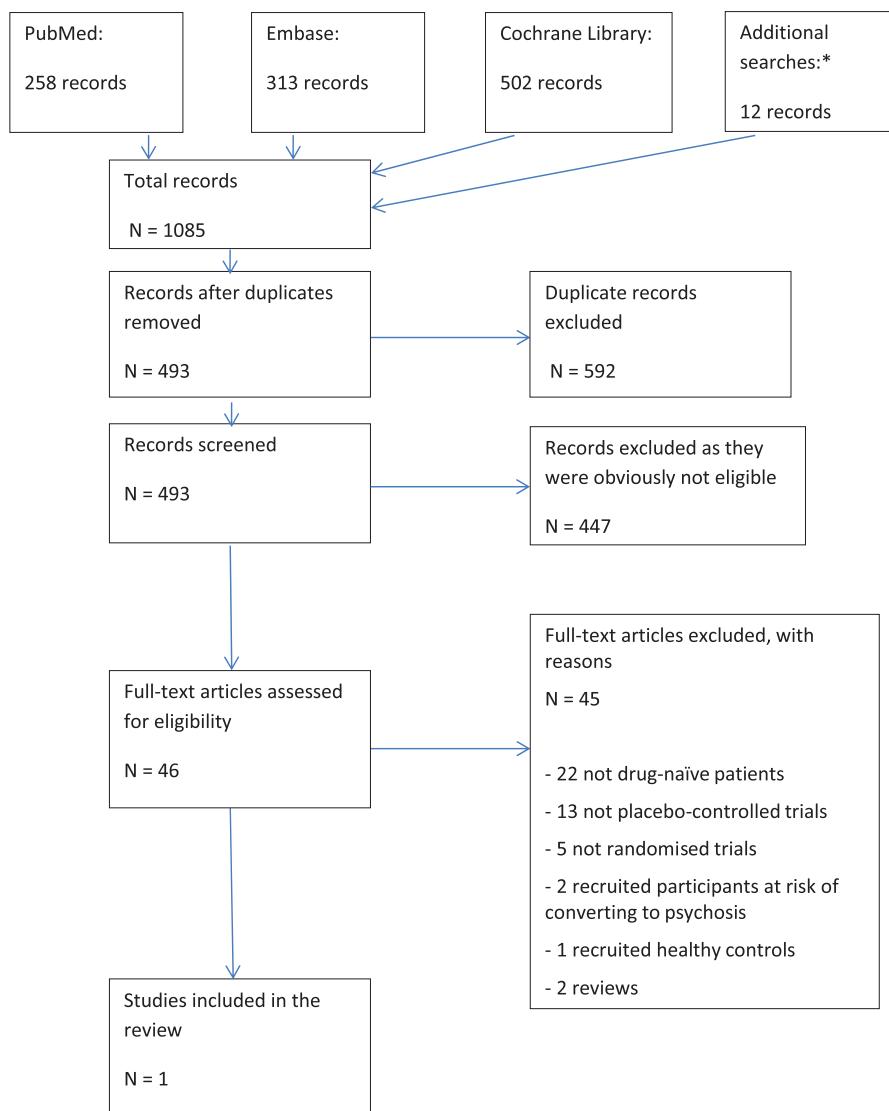 PubMed:
258 records
Embase:
313 records
Cochrane Library:
502 records
Additional
searches:*
12 records
Total records
N = 1085
Records after duplicates
removed
N = 493
Duplicate records
excluded
N = 592
Records screened
N = 493
Records excluded as they
were obviously not eligible
N = 447
Full-text articles assessed
for eligibility
N = 46
Full-text articles excluded, with
reasons
N = 45
- 22 not drug-naïve patients
- 13 not placebo-controlled trials
- 5 not randomised trials
- 2 recruited participants at risk of
converting to psychosis
- 1 recruited healthy controls
- 2 reviews
Studies included in the
review
N = 1